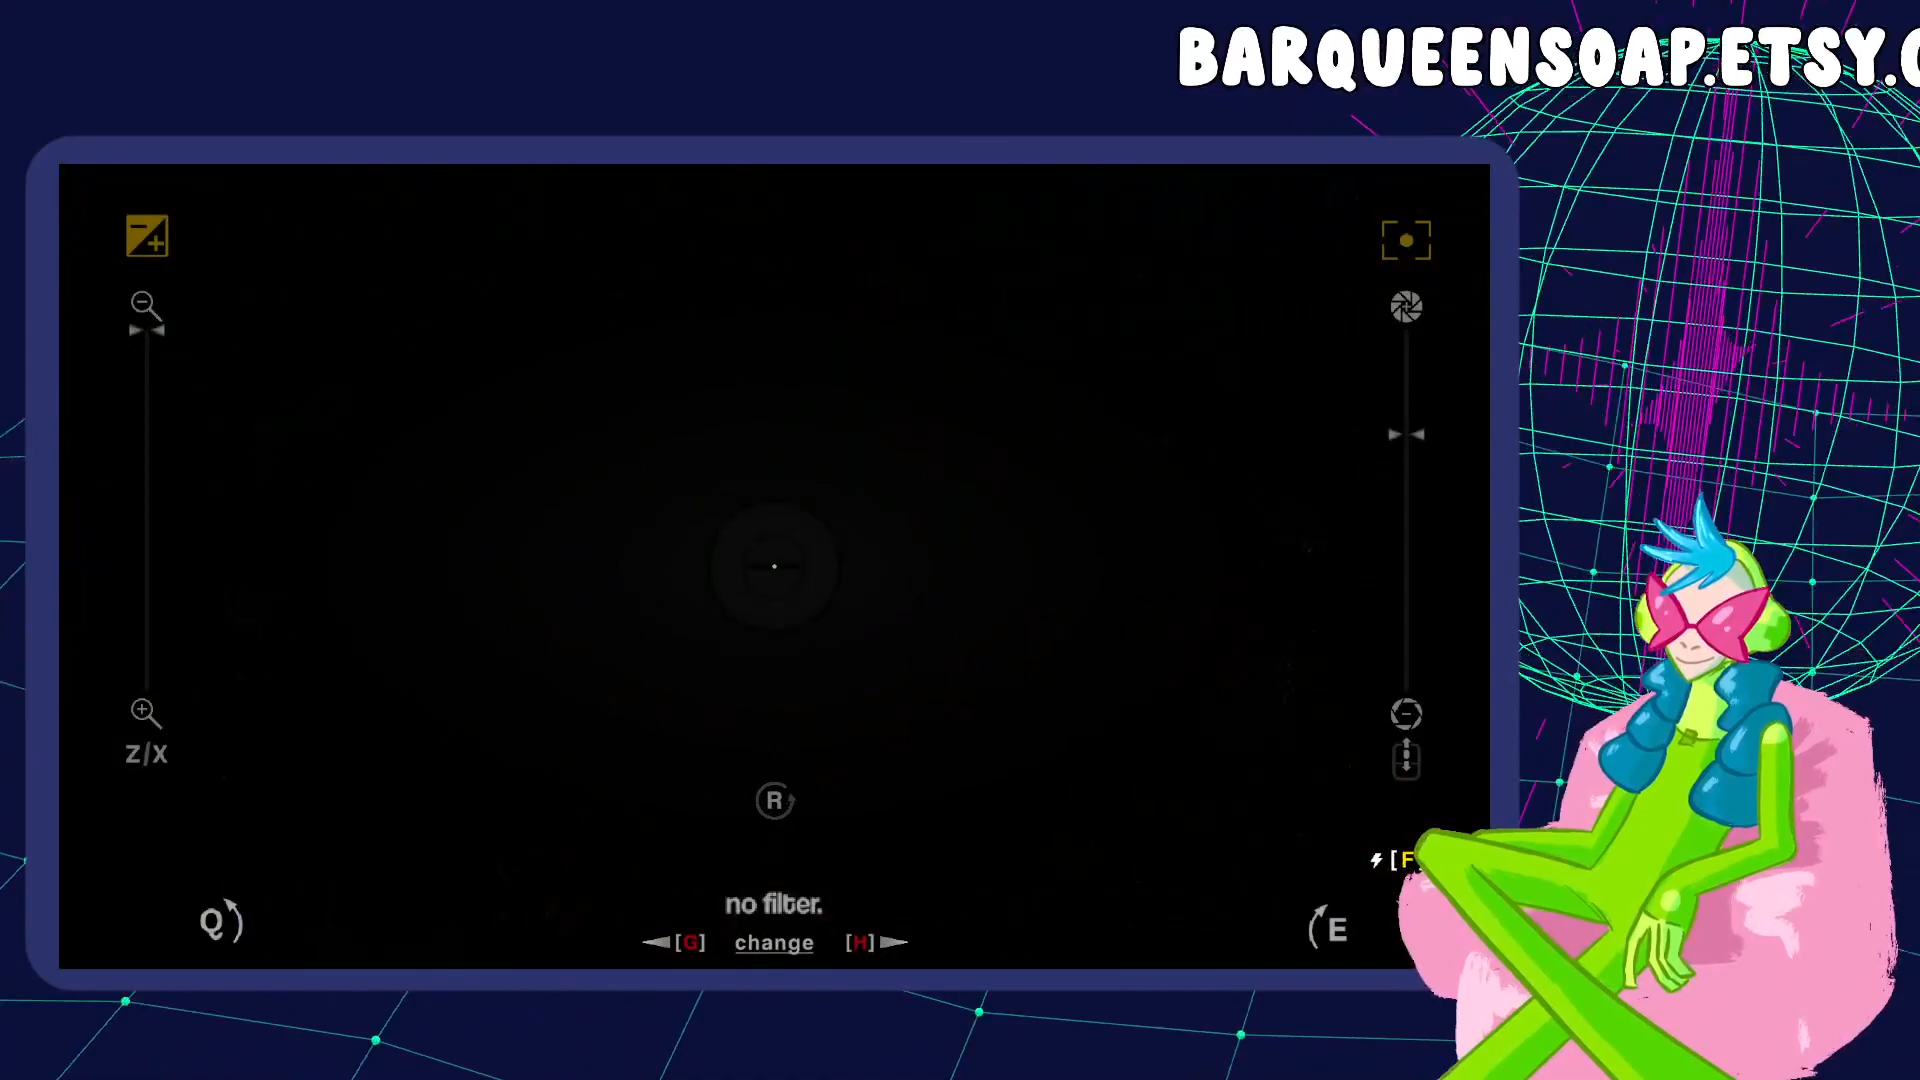 BARQUEENSOAP.ETSY.C
Z/X
R
[F
no filter.
Q
[G] change [H]
E